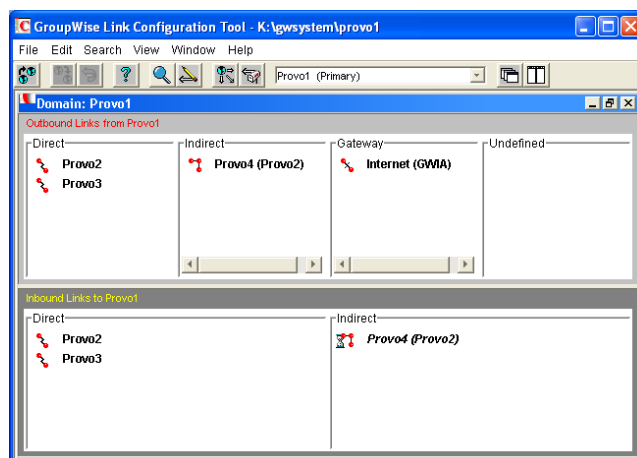 GroupWise Link Configuration Tool - K:\gwsystem\provo1
File Edit Search View Window Help
Provo1 (Primary)
Domain: Provo1
Outbound Links from Provo1
Direct Indirect Gateway Undefined
Provo2 Provo4 (Provo2) Internet (GWIA)
Provo3
Inbound Links to Provo1
Direct Indirect
Provo2 Provo4 (Provo2)
Provo3